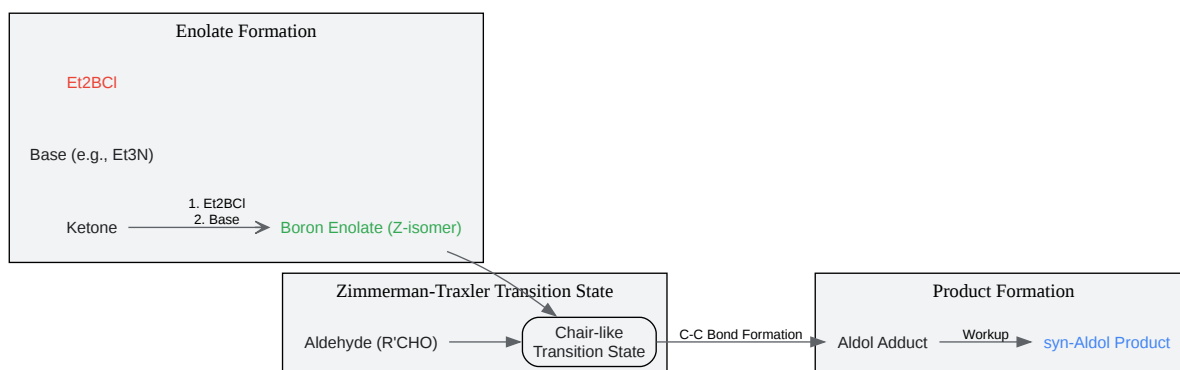 Enolate Formation
Et2BCl
Base (e.g., Et3N)
1. Et2BCl
2. Base
Ketone
Boron Enolate (Z-isomer)
Zimmerman-Traxler Transition State
Aldehyde (R'CHO)
Chair-like
Transition State
C-C Bond Formation
Product Formation
Aldol Adduct
Workup
syn-Aldol Product